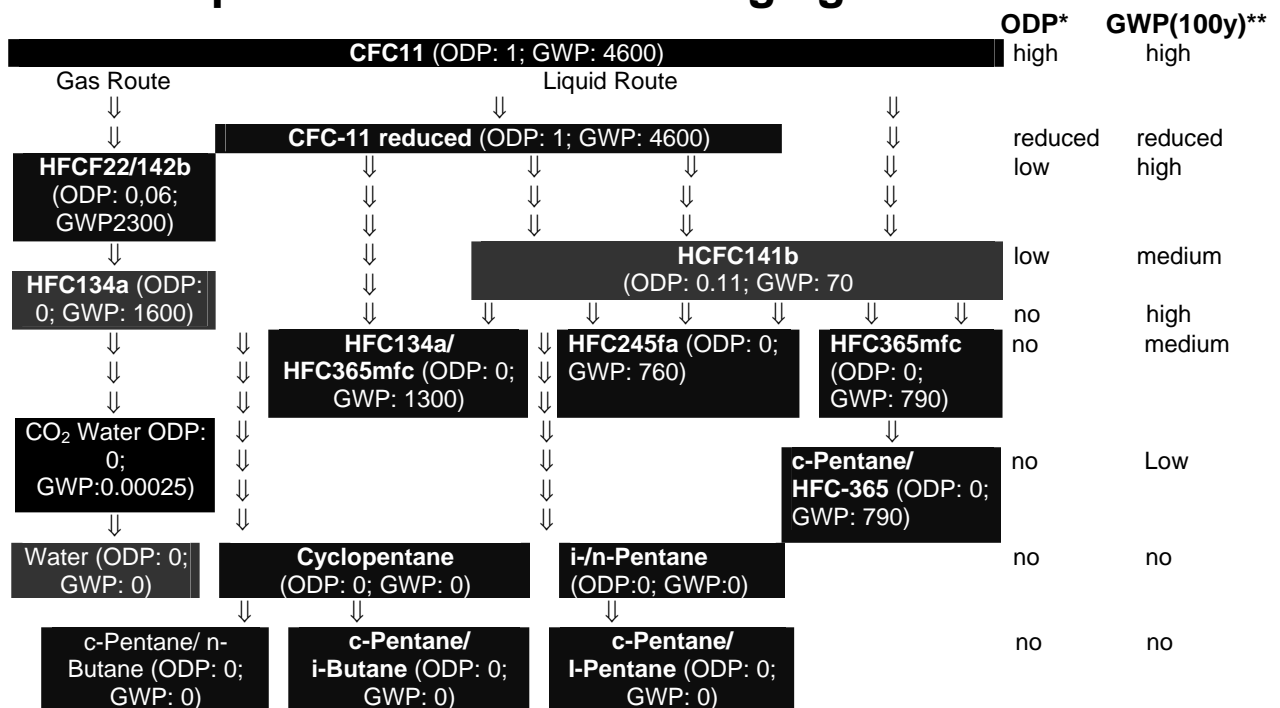 ODP* GWP(100y)**
CFC11 (ODP: 1; GWP: 4600) high high
Gas Route Liquid Route
⇓ ⇓ ⇓
⇓ CFC-11 reduced (ODP: 1; GWP: 4600) ⇓ reduced reduced
HFCF22/142b ⇓ ⇓ ⇓ ⇓ low high
(ODP: 0,06; ⇓ ⇓ ⇓ ⇓
GWP2300) ⇓ ⇓ ⇓ ⇓
⇓ ⇓ HCFC141b low medium
HFC134a (ODP: ⇓ (ODP: 0.11; GWP: 70
0; GWP: 1600) ⇓ ⇓ ⇓ ⇓ ⇓ ⇓ ⇓ no high
⇓ ⇓ HFC134a/ ⇓ HFC245fa (ODP: 0; HFC365mfc no medium
⇓ ⇓ HFC365mfc (ODP: 0; ⇓ GWP: 760) (ODP: 0;
⇓ ⇓ GWP: 1300) ⇓ GWP: 790)
CO₂ Water ODP: ⇓ ⇓ ⇓
0; ⇓ ⇓ c-Pentane/ no Low
GWP:0.00025) ⇓ ⇓ HFC-365 (ODP: 0;
⇓ ⇓ ⇓ GWP: 790)
Water (ODP: 0; Cyclopentane i-/n-Pentane no no
GWP: 0) (ODP: 0; GWP: 0) (ODP:0; GWP:0)
⇓ ⇓ ⇓
c-Pentane/ n- c-Pentane/ c-Pentane/ no no
Butane (ODP: 0; i-Butane (ODP: 0; I-Pentane (ODP: 0;
GWP: 0) GWP: 0) GWP: 0)